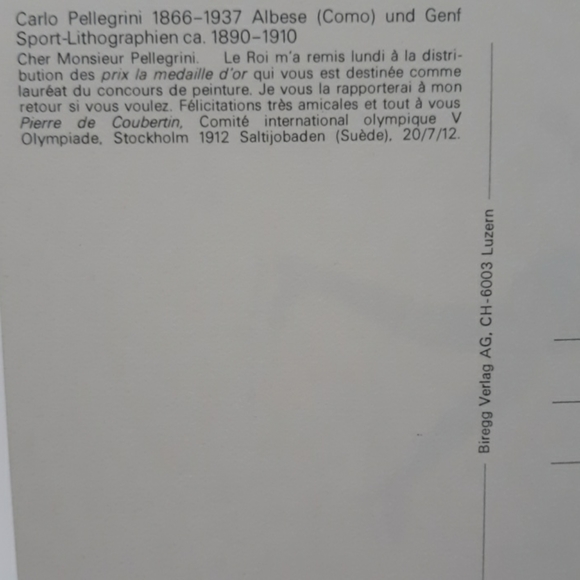 Carlo Pellegrini 1866–1937 Albese (Como) und Genf
Sport-Lithographien ca. 1890–1910
Cher Monsieur Pellegrini. Le Roi m'a remis lundi à la distri-
bution des prix la medaille d'or qui vous est destinée comme
lauréat du concours de peinture. Je vous la rapporterai à mon
retour si vous voulez. Félicitations très amicales et tout à vous
Pierre de Coubertin, Comité international olympique V
Olympiade, Stockholm 1912 Saltijobaden (Suède), 20/7/12.
Biregg Verlag AG, CH-6003 Luzern